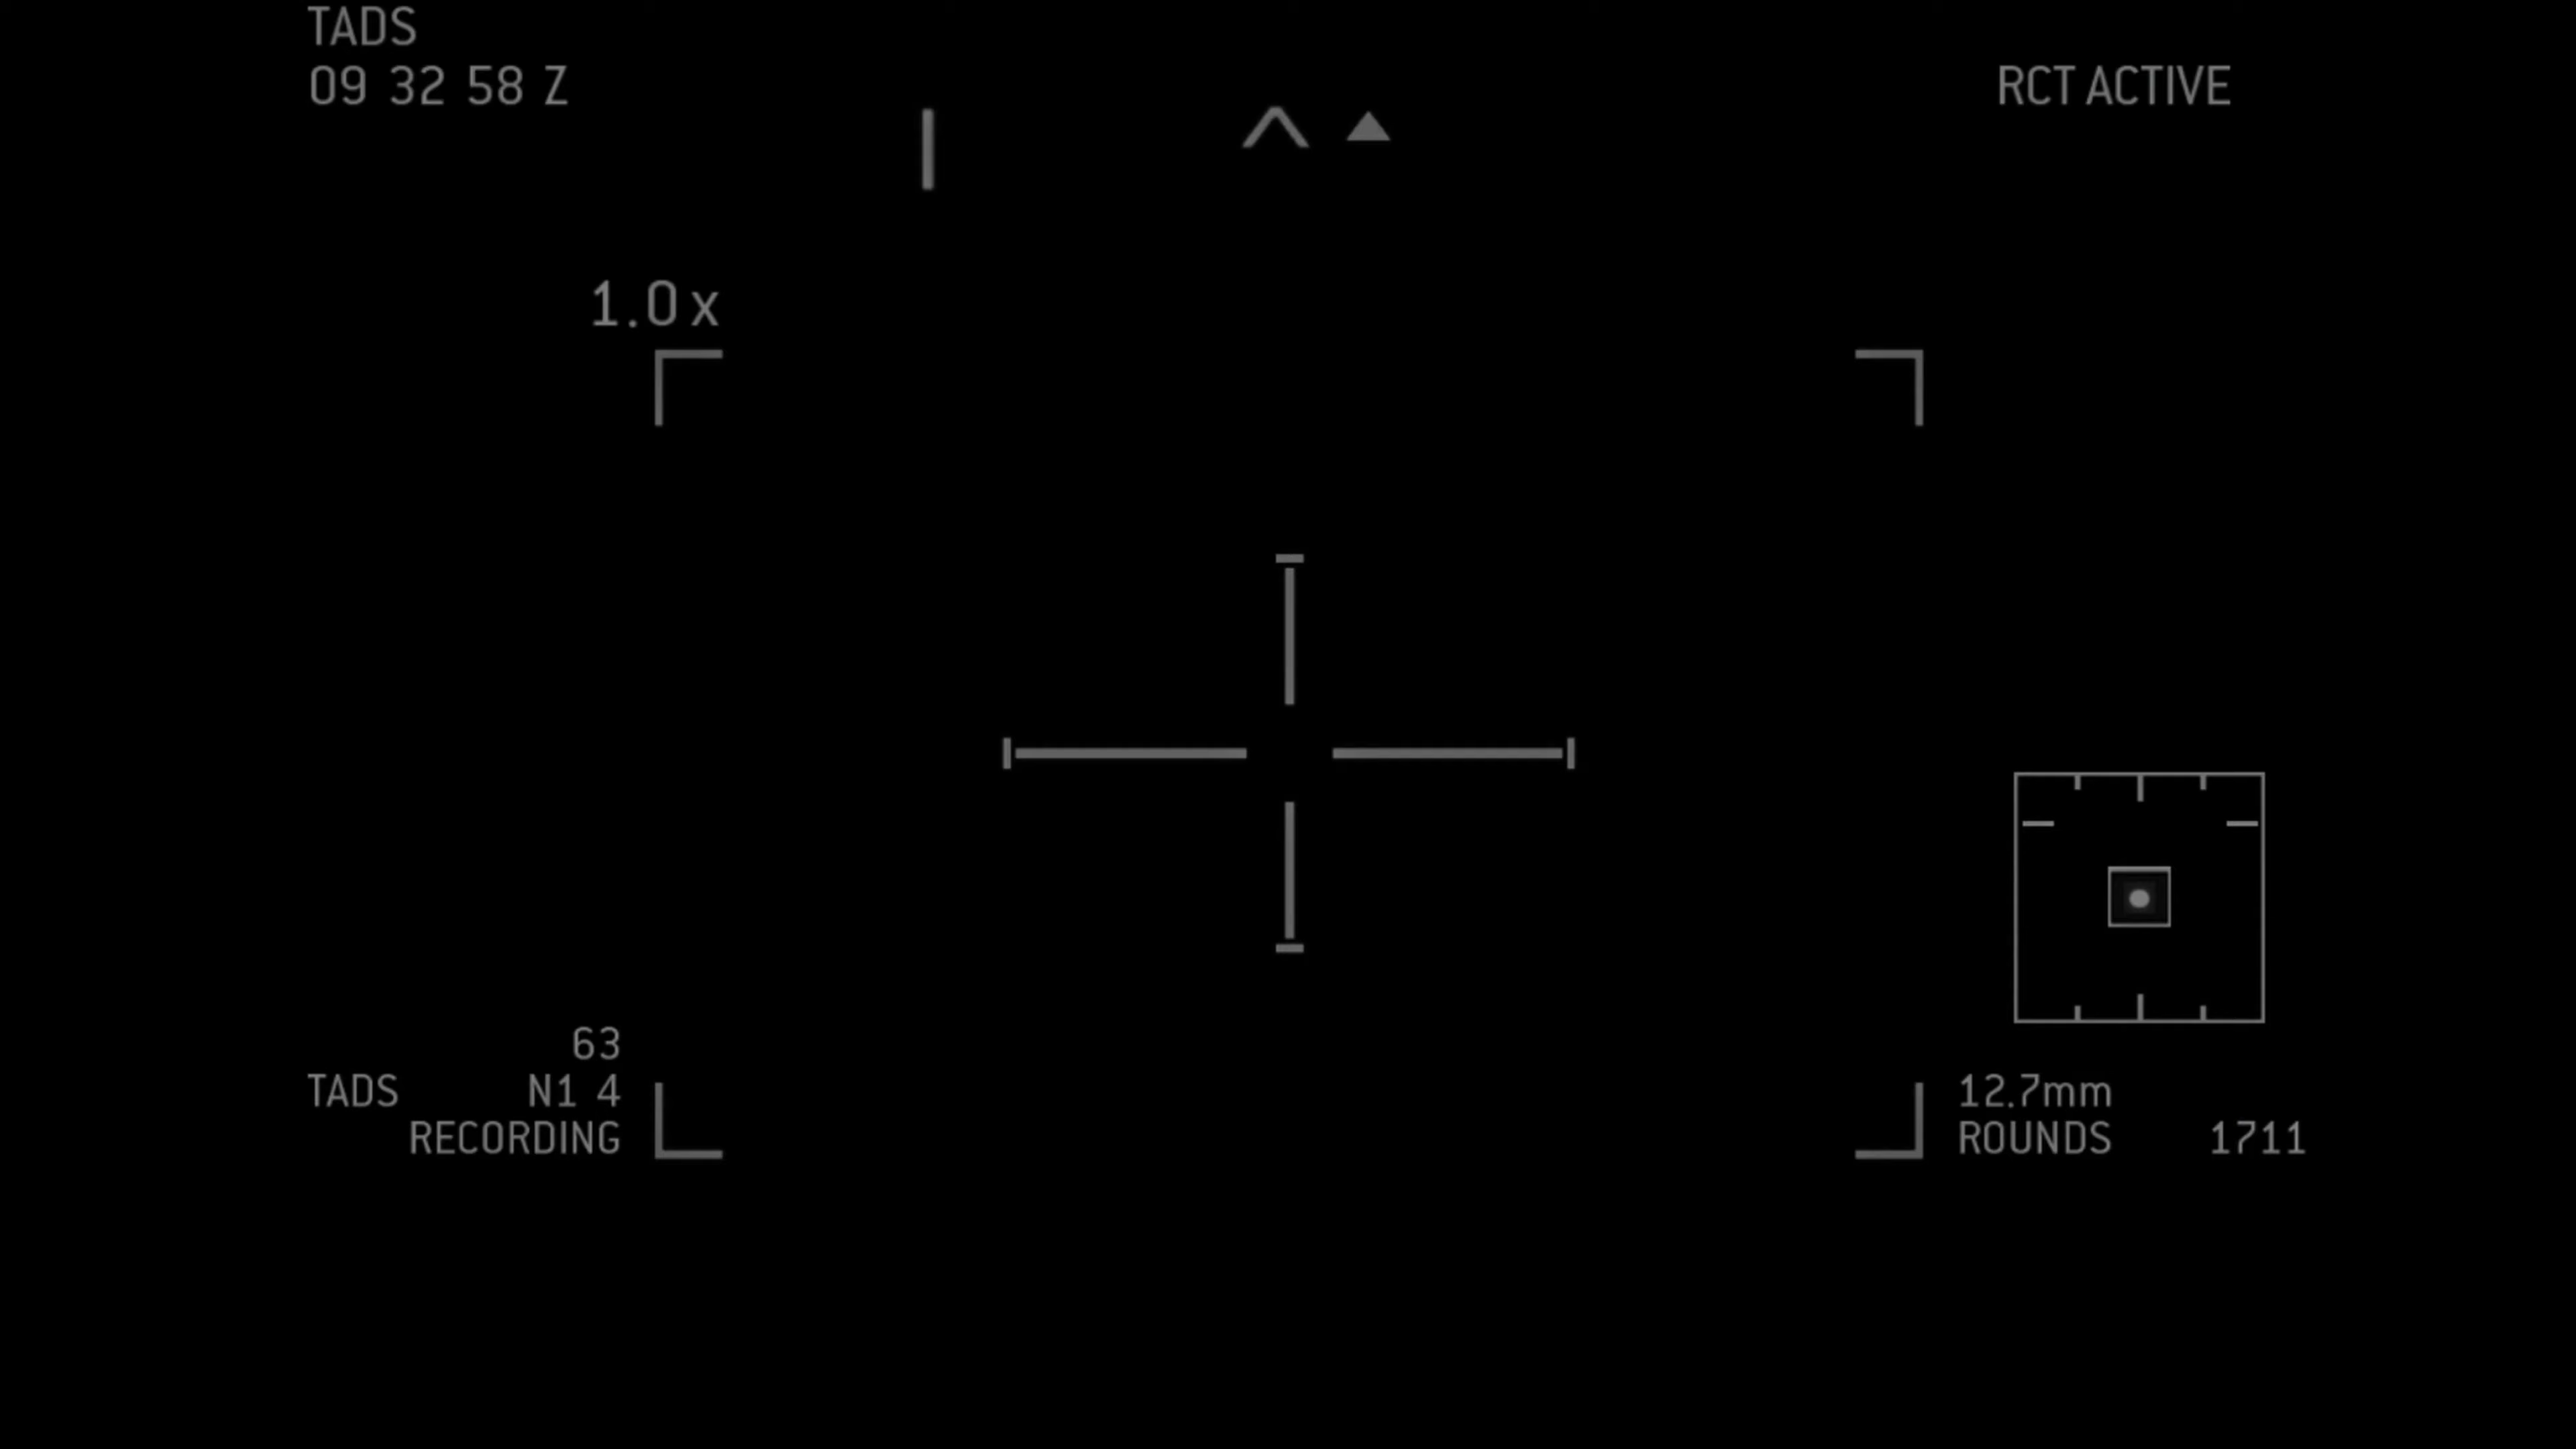 TADS
09 32 58 Z
RCT ACTIVE
1.0x
63
TADS N1 4
RECORDING
12.7mm
ROUNDS 1711